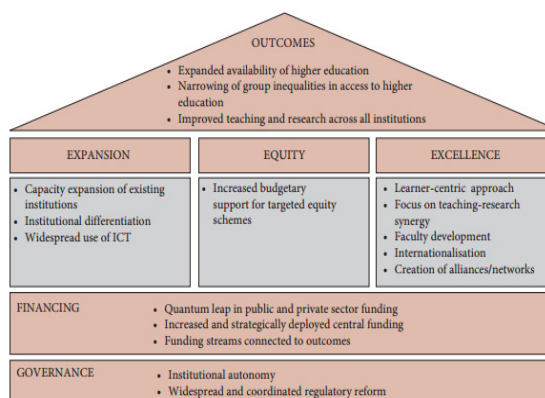 OUTCOMES
• Expanded availability of higher education
• Narrowing of group inequalities in access to higher
education
• Improved teaching and research across all institutions
EXPANSION
• Capacity expansion of existing
institutions
• Institutional differentiation
• Widespread use of ICT
EQUITY
• Increased budgetary
support for targeted equity
schemes
EXCELLENCE
• Learner-centric approach
• Focus on teaching-research
synergy
• Faculty development
• Internationalisation
• Creation of alliances/networks
FINANCING
• Quantum leap in public and private sector funding
• Increased and strategically deployed central funding
• Funding streams connected to outcomes
GOVERNANCE
• Institutional autonomy
• Widespread and coordinated regulatory reform